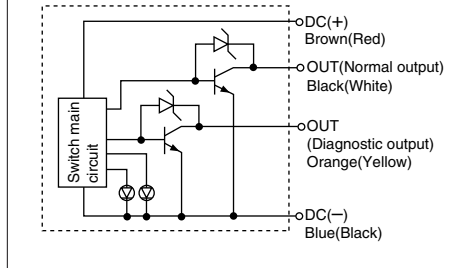 DC(+)
Brown(Red)
OUT(Normal output)
Black(White)
OUT
(Diagnostic output)
Orange(Yellow)
Switch main
circuit
DC(−)
Blue(Black)